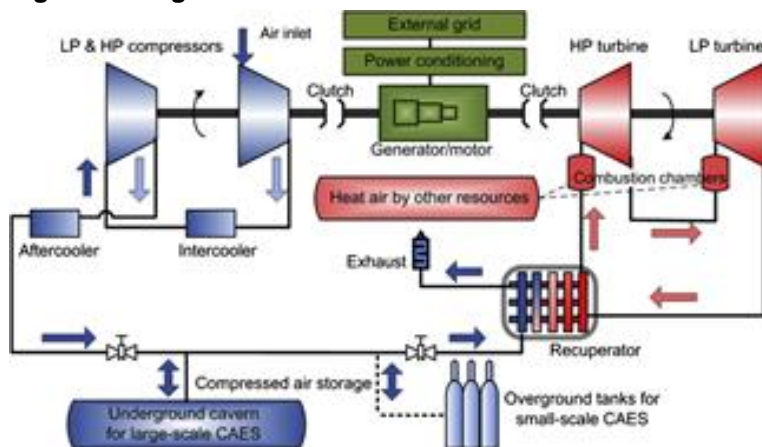 External grid
LP & HP compressors
Air inlet
HP turbine
LP turbine
Power conditioning
Clutch
Clutch
Generator/motor
Combustion chambers
Heat air by other resources
Aftercooler
Intercooler
Exhaust
Recuperator
Compressed air storage
Underground cavern
for large-scale CAES
Overground tanks for
small-scale CAES